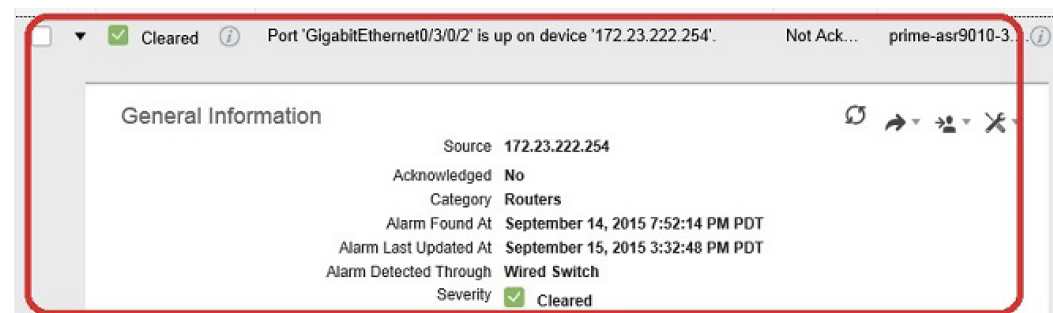 Cleared Port 'GigabitEthernet0/3/0/2' is up on device '172.23.222.254'. Not Ack... prime-asr9010-3...
General Information
Source 172.23.222.254
Acknowledged No
Category Routers
Alarm Found At September 14, 2015 7:52:14 PM PDT
Alarm Last Updated At September 15, 2015 3:32:48 PM PDT
Alarm Detected Through Wired Switch
Severity Cleared